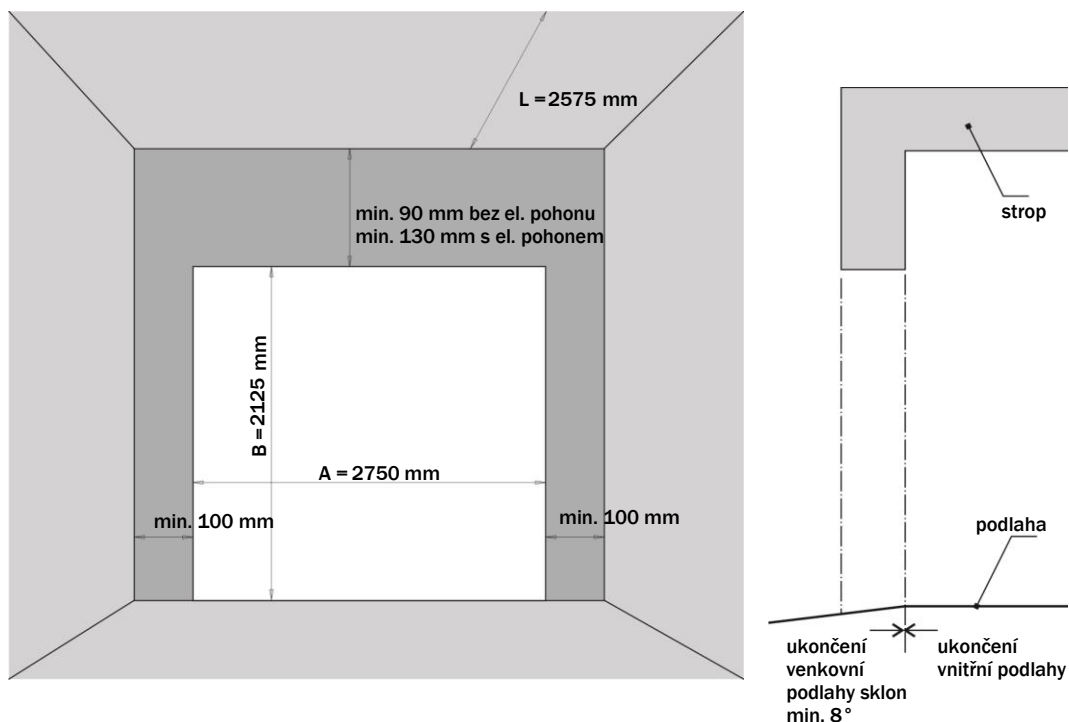 L = 2575 mm
min. 90 mm bez el. pohonu
min. 130 mm s el. pohonem
B = 2125 mm
A = 2750 mm
min. 100 mm
min. 100 mm
strop
podlaha
ukončení
venkovní
podlahy sklon
min. 8°
ukončení
vnitřní podlahy